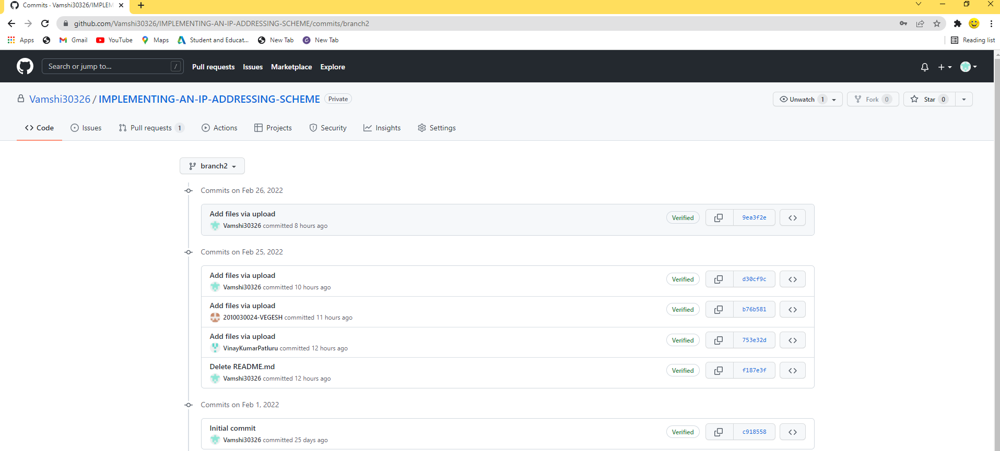 Commits · Vamshi30326/IMPLEM
github.com/Vamshi30326/IMPLEMENTING-AN-IP-ADDRESSING-SCHEME/commits/branch2
Apps Gmail YouTube Maps Student and Educat... New Tab New Tab Reading list
Search or jump to... / Pull requests Issues Marketplace Explore
Vamshi30326 / IMPLEMENTING-AN-IP-ADDRESSING-SCHEME Private Unwatch 1 Fork 0 Star 0
Code Issues Pull requests 1 Actions Projects Security Insights Settings
branch2
Commits on Feb 26, 2022
Add files via upload
Vamshi30326 committed 8 hours ago
Verified 9ea3f2e
Commits on Feb 25, 2022
Add files via upload
Vamshi30326 committed 10 hours ago
Verified d30cf9c
Add files via upload
2010030024-VEGESH committed 11 hours ago
Verified b76b581
Add files via upload
VinayKumarPatluru committed 12 hours ago
Verified 753e32d
Delete README.md
Vamshi30326 committed 12 hours ago
Verified f187e3f
Commits on Feb 1, 2022
Initial commit
Vamshi30326 committed 25 days ago
Verified c918558